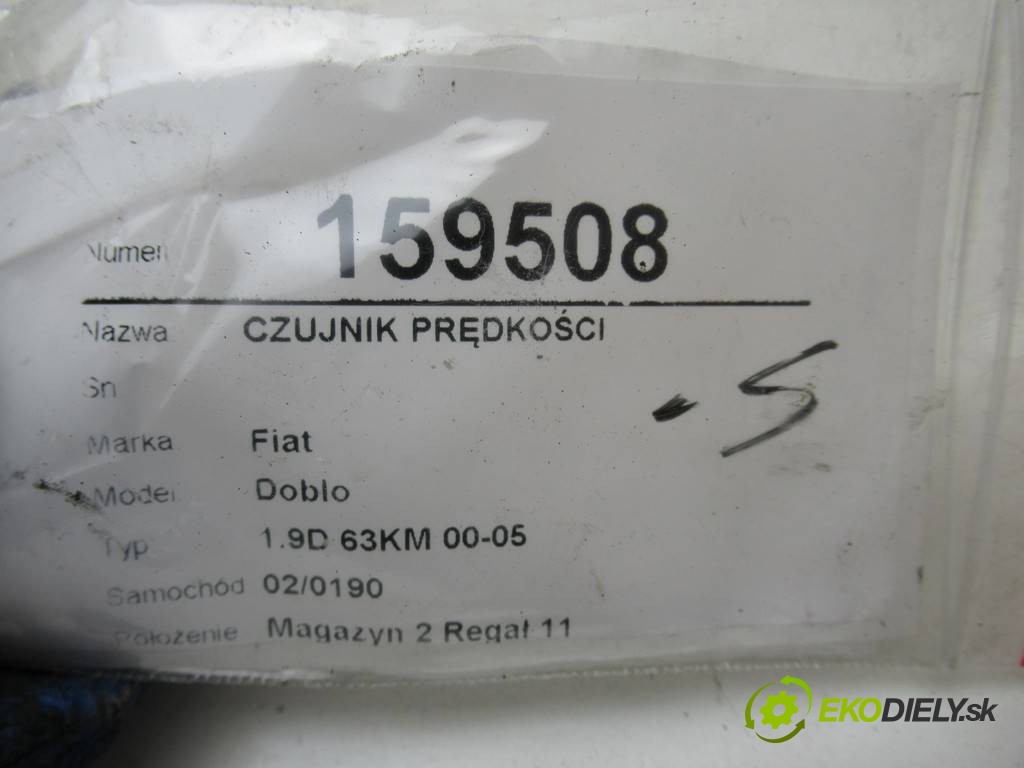 Numer 159508
Nazwa CZUJNIK PRĘDKOŚCI
Sn
Marka Fiat
Model Doblo
Typ 1.9D 63KM 00-05
Samochód 02/0190
Położenie Magazyn 2 Regał 11
-5
EKODIELY.sk